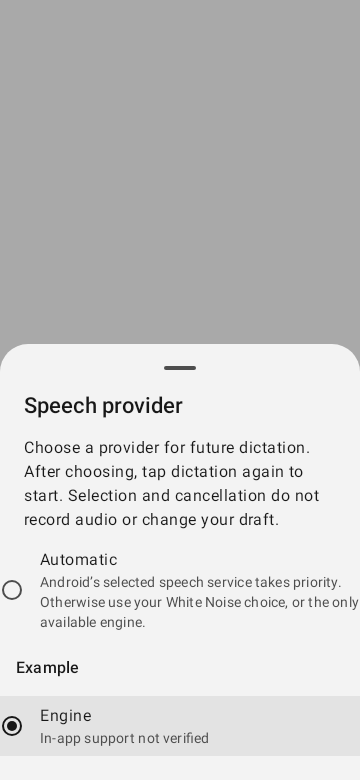 Speech provider
Choose a provider for future dictation.
After choosing, tap dictation again to
start. Selection and cancellation do not
record audio or change your draft.
Automatic
Android’s selected speech service takes priority.
Otherwise use your White Noise choice, or the only
available engine.
Example
Engine
In-app support not verified